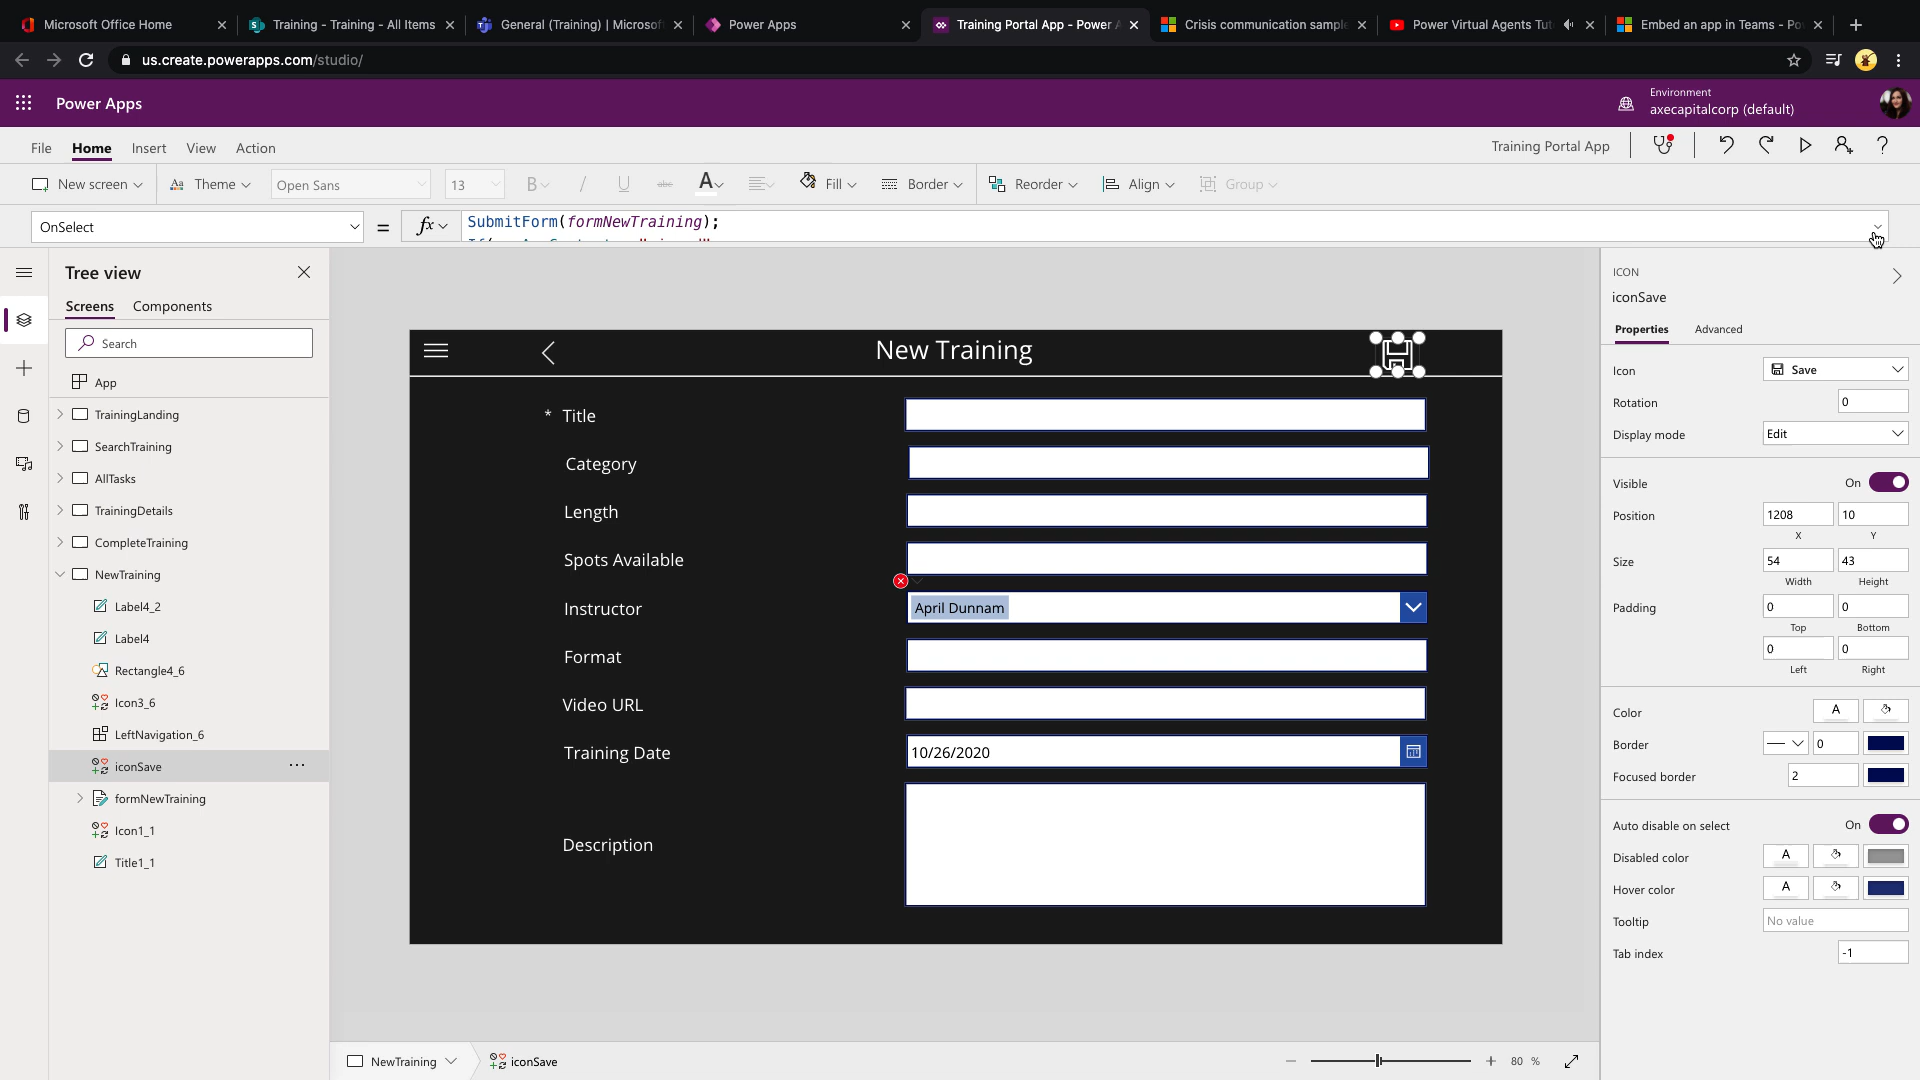 Microsoft Office Home
Training - Training - All Items
General (Training) | Microsof
Power Apps
Training Portal App - Power A
Crisis communication sample
Power Virtual Agents Tut
Embed an app in Teams - Po
us.create.powerapps.com/studio/
Power Apps
Environment
axecapitalcorp (default)
File
Home
Insert
View
Action
Training Portal App
New screen
Theme
Open Sans
13
B
Fill
Border
Reorder
Align
Group
OnSelect
=
fx
SubmitForm(formNewTraining);
Tree view
Screens
Components
Search
App
TrainingLanding
SearchTraining
AllTasks
TrainingDetails
CompleteTraining
NewTraining
Label4_2
Label4
Rectangle4_6
Icon3_6
LeftNavigation_6
iconSave
formNewTraining
Icon1_1
Title1_1
New Training
* Title
Category
Length
Spots Available
Instructor
April Dunnam
Format
Video URL
Training Date
10/26/2020
Description
ICON
iconSave
Properties
Advanced
Icon
Save
Rotation
0
Display mode
Edit
Visible
On
Position
1208
10
X
Y
Size
54
43
Width
Height
Padding
0
0
Top
Bottom
0
0
Left
Right
Color
Border
0
Focused border
2
Auto disable on select
On
Disabled color
Hover color
Tooltip
No value
Tab index
-1
NewTraining
iconSave
80 %